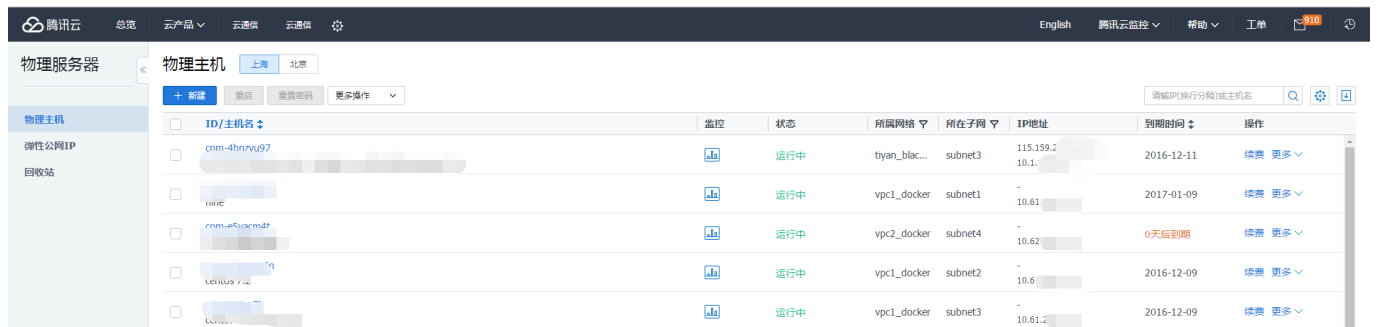 腾讯云 总览 云产品 云通信 云通信 English 腾讯云监控 帮助 工单 910
物理服务器
物理主机
弹性公网IP
回收站
物理主机 上海 北京
+ 新建 重启 重置密码 更多操作 请输IP(换行分隔)或主机名
ID/主机名 监控 状态 所属网络 所在子网 IP地址 到期时间 操作
cpm-4hnzvu97 运行中 tiyan_blac... subnet3 115.159.2 2016-12-11 续费 更多
10.1.
运行中 vpc1_docker subnet1 - 2017-01-09 续费 更多
nine 10.61
cpm-e5vacm4t 运行中 vpc2_docker subnet4 - 0天后到期 续费 更多
10.62
运行中 vpc1_docker subnet2 - 2016-12-09 续费 更多
centos 7.2 10.6
运行中 vpc1_docker subnet3 - 2016-12-09 续费 更多
10.61.2